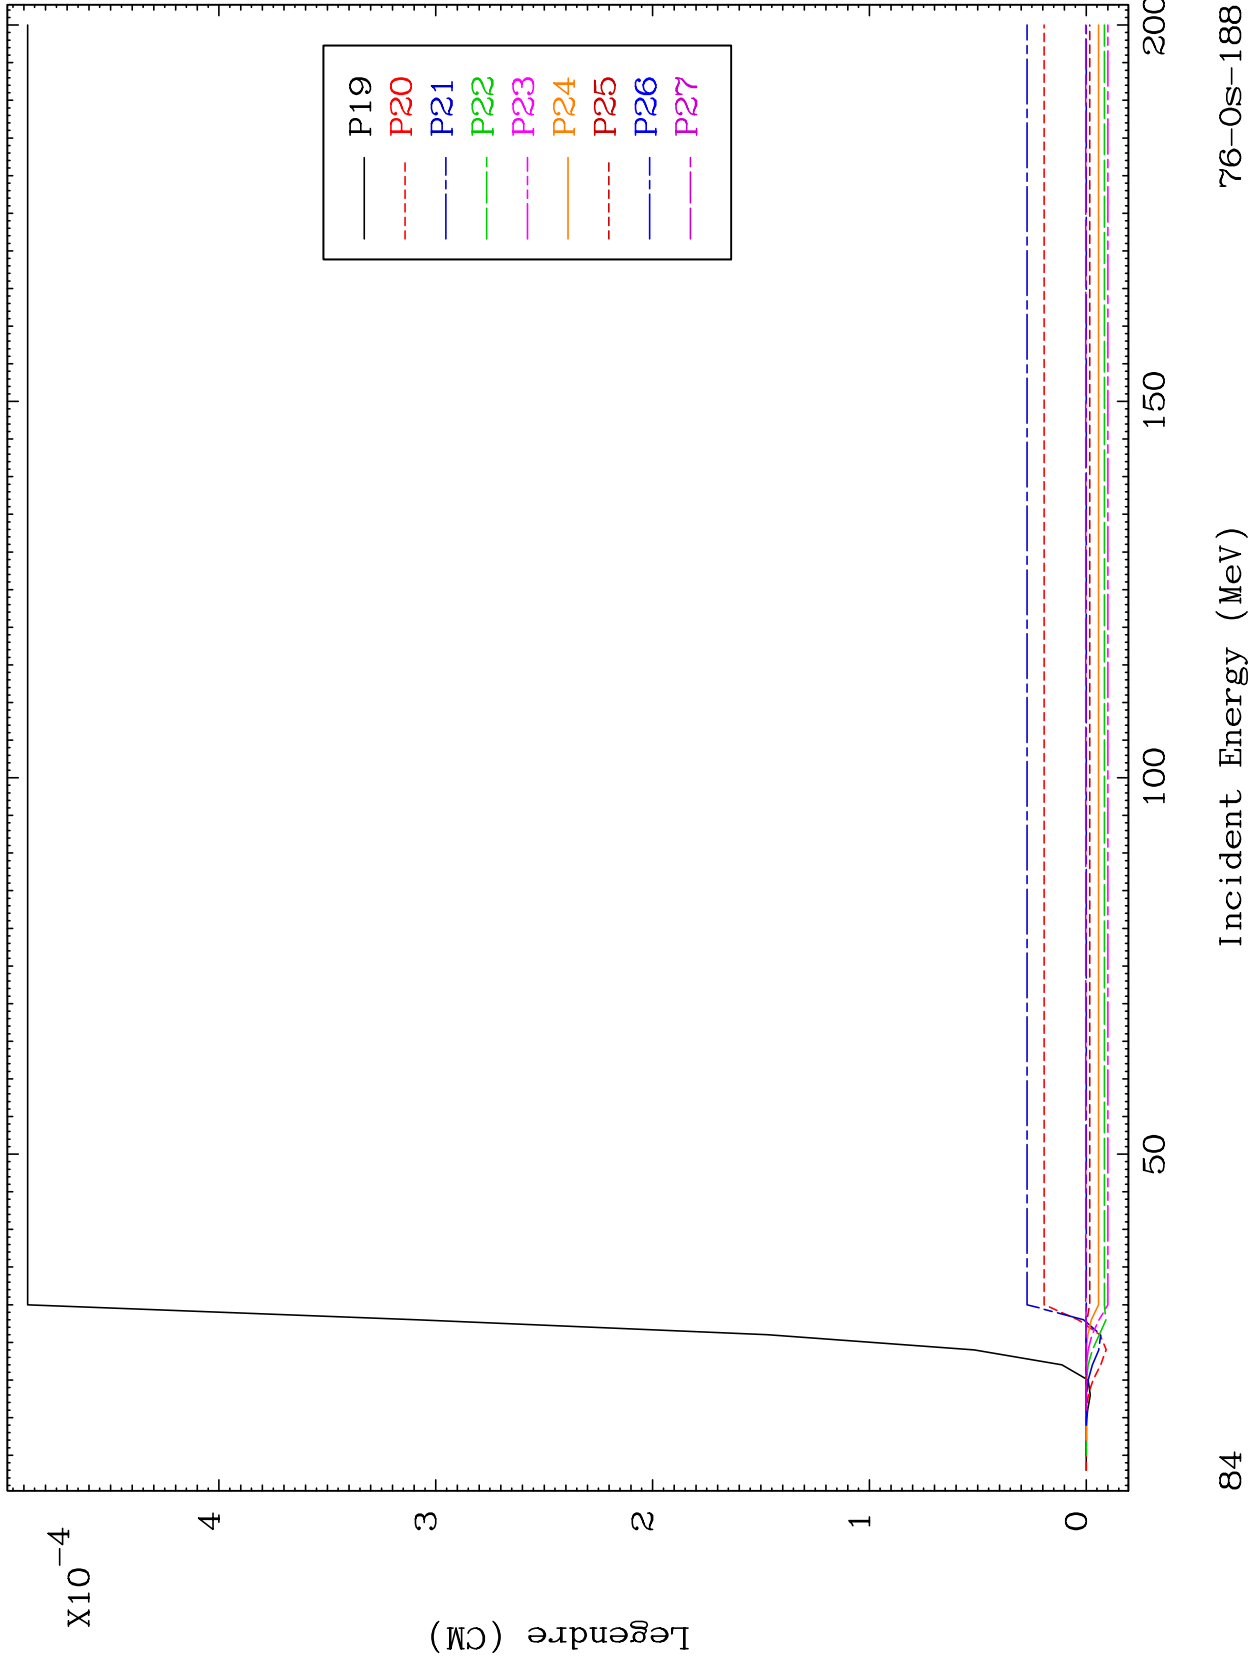 X10-4
4
3
2
1
0
Legendre (CM)
P19
P20
P21
P22
P23
P24
P25
P26
P27
50
100
150
200
84
Incident Energy (MeV)
76-Os-188